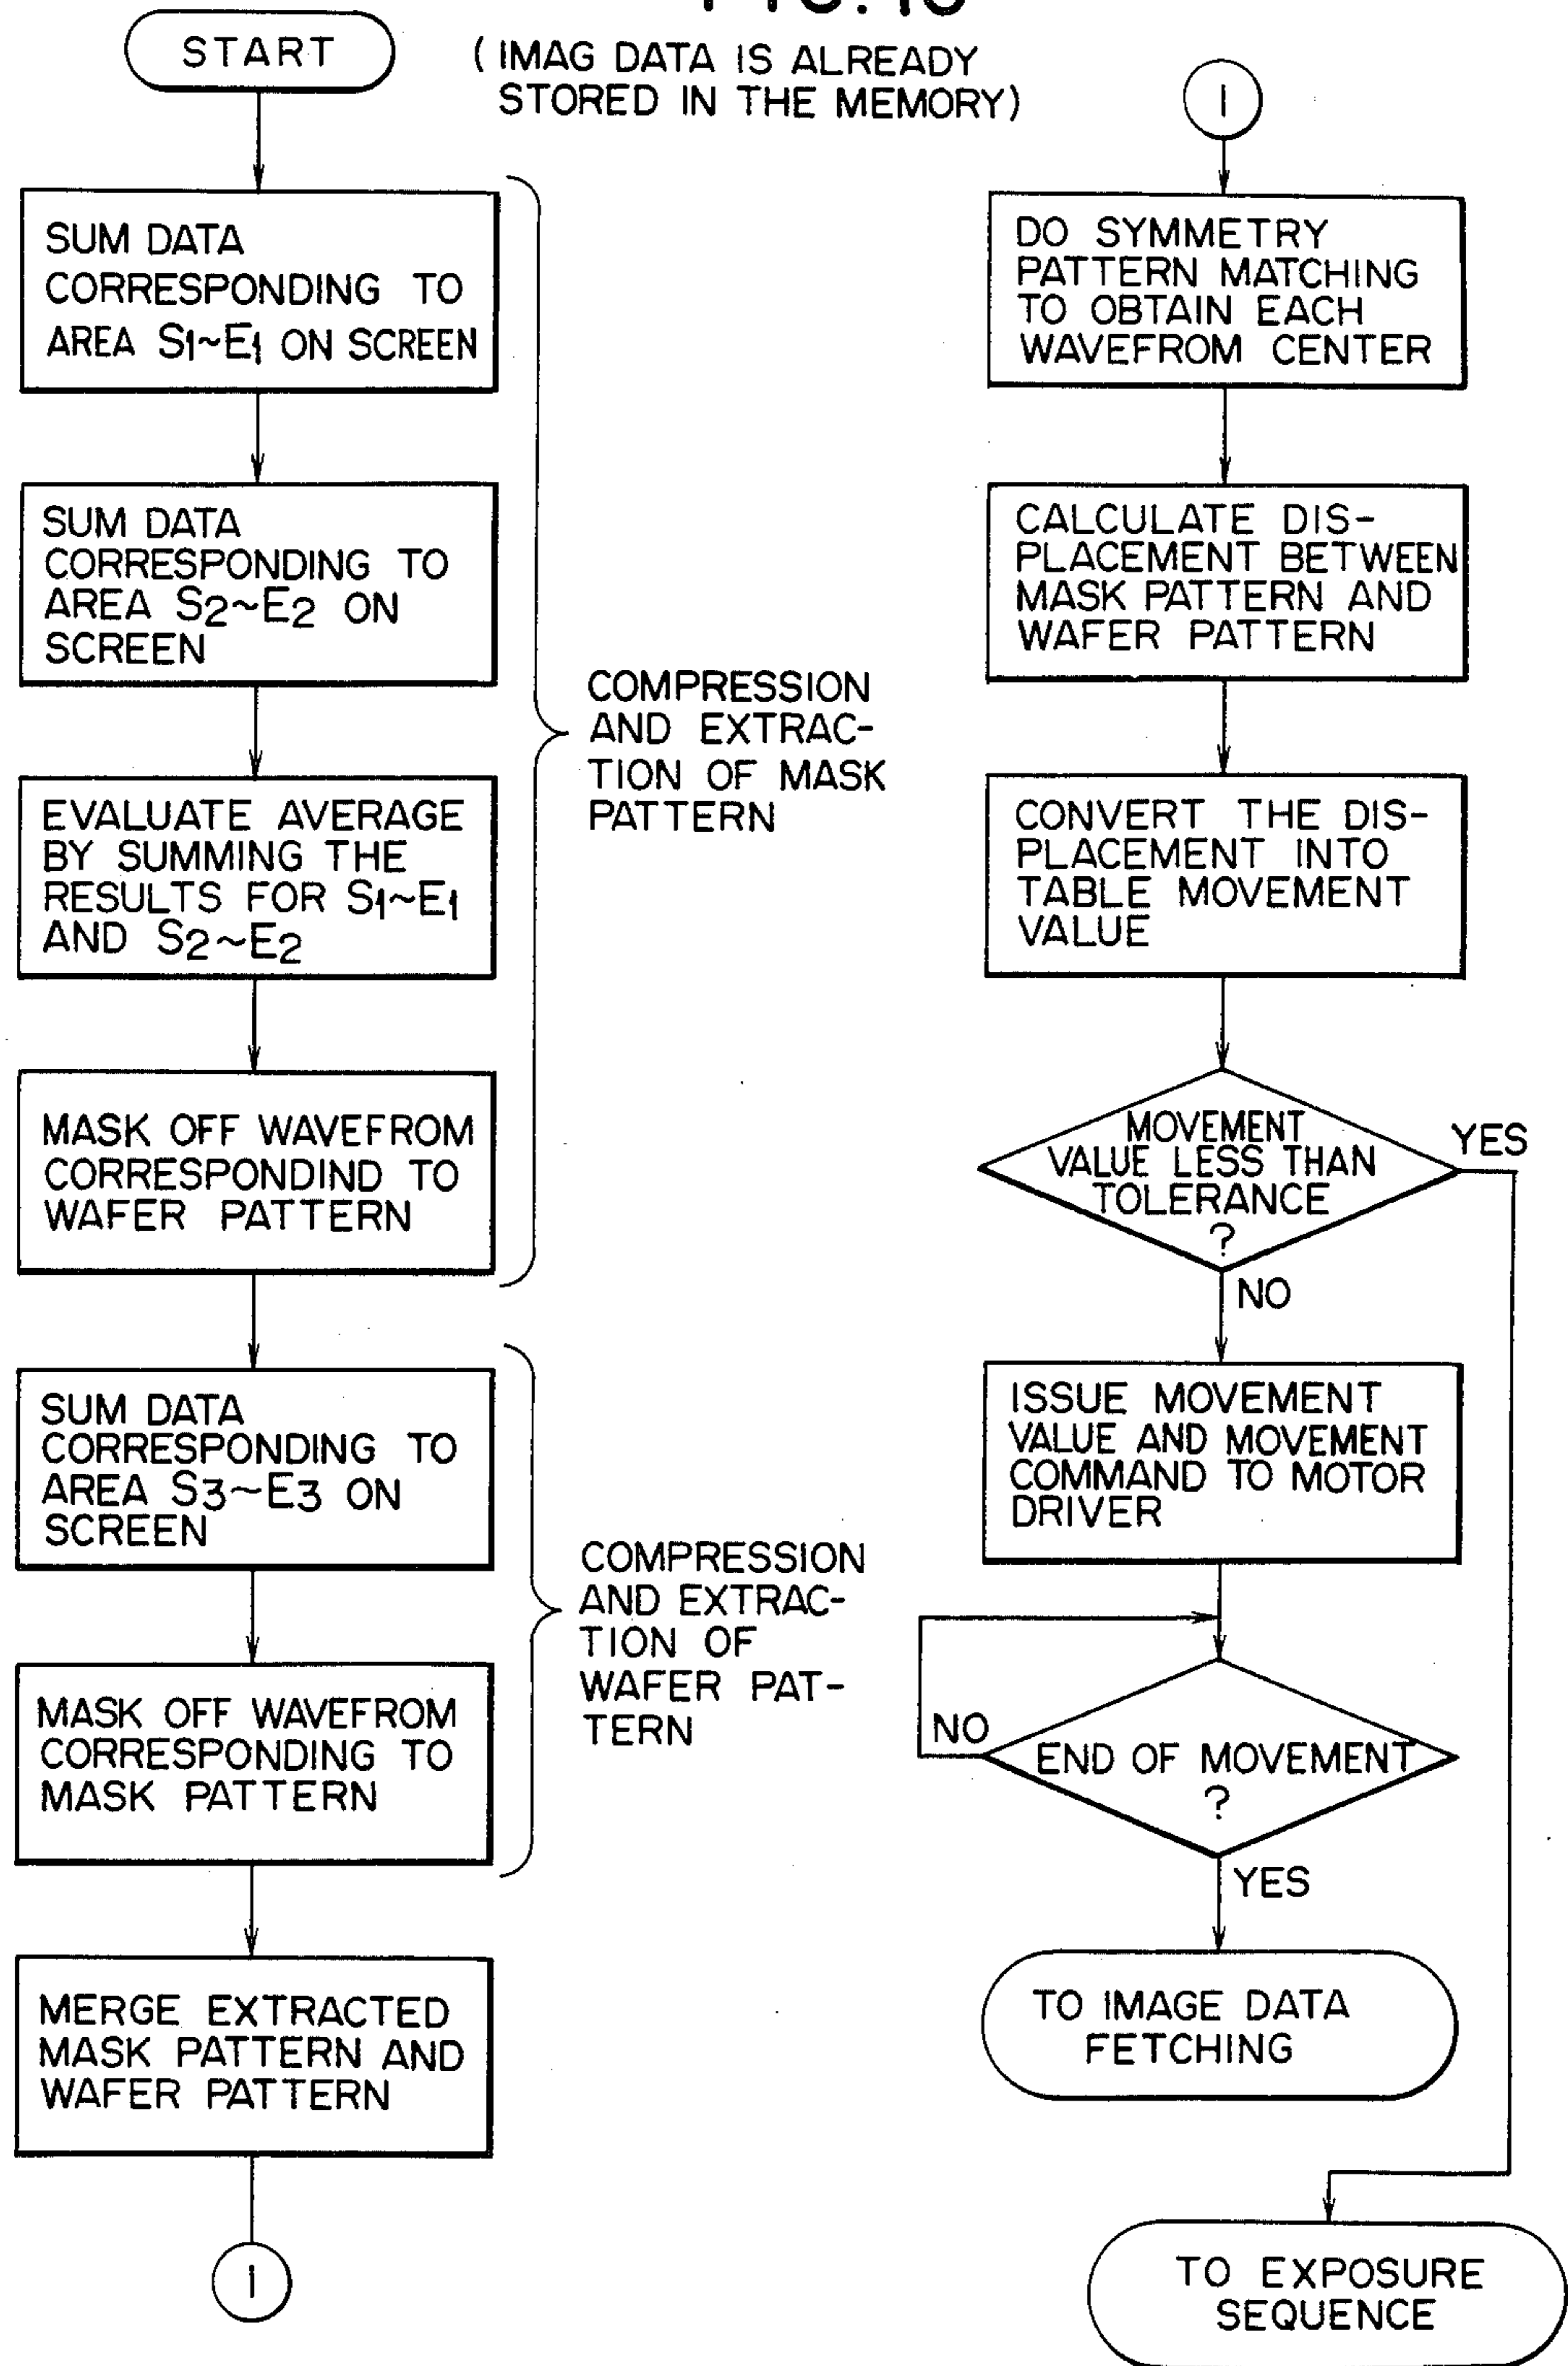 START
( IMAG DATA IS ALREADY
STORED IN THE MEMORY)
SUM DATA
CORRESPONDING TO
AREA S1~E1 ON SCREEN
SUM DATA
CORRESPONDING TO
AREA S2~E2 ON
SCREEN
EVALUATE AVERAGE
BY SUMMING THE
RESULTS FOR S1~E1
AND S2~E2
MASK OFF WAVEFROM
CORRESPONDIND TO
WAFER PATTERN
COMPRESSION
AND EXTRAC-
TION OF MASK
PATTERN
SUM DATA
CORRESPONDING TO
AREA S3~E3 ON
SCREEN
MASK OFF WAVEFROM
CORRESPONDING TO
MASK PATTERN
COMPRESSION
AND EXTRAC-
TION OF
WAFER PAT-
TERN
MERGE EXTRACTED
MASK PATTERN AND
WAFER PATTERN
1
1
DO SYMMETRY
PATTERN MATCHING
TO OBTAIN EACH
WAVEFROM CENTER
CALCULATE DIS-
PLACEMENT BETWEEN
MASK PATTERN AND
WAFER PATTERN
CONVERT THE DIS-
PLACEMENT INTO
TABLE MOVEMENT
VALUE
MOVEMENT
VALUE LESS THAN
TOLERANCE
?
YES
NO
ISSUE MOVEMENT
VALUE AND MOVEMENT
COMMAND TO MOTOR
DRIVER
NO
END OF MOVEMENT
?
YES
TO IMAGE DATA
FETCHING
TO EXPOSURE
SEQUENCE